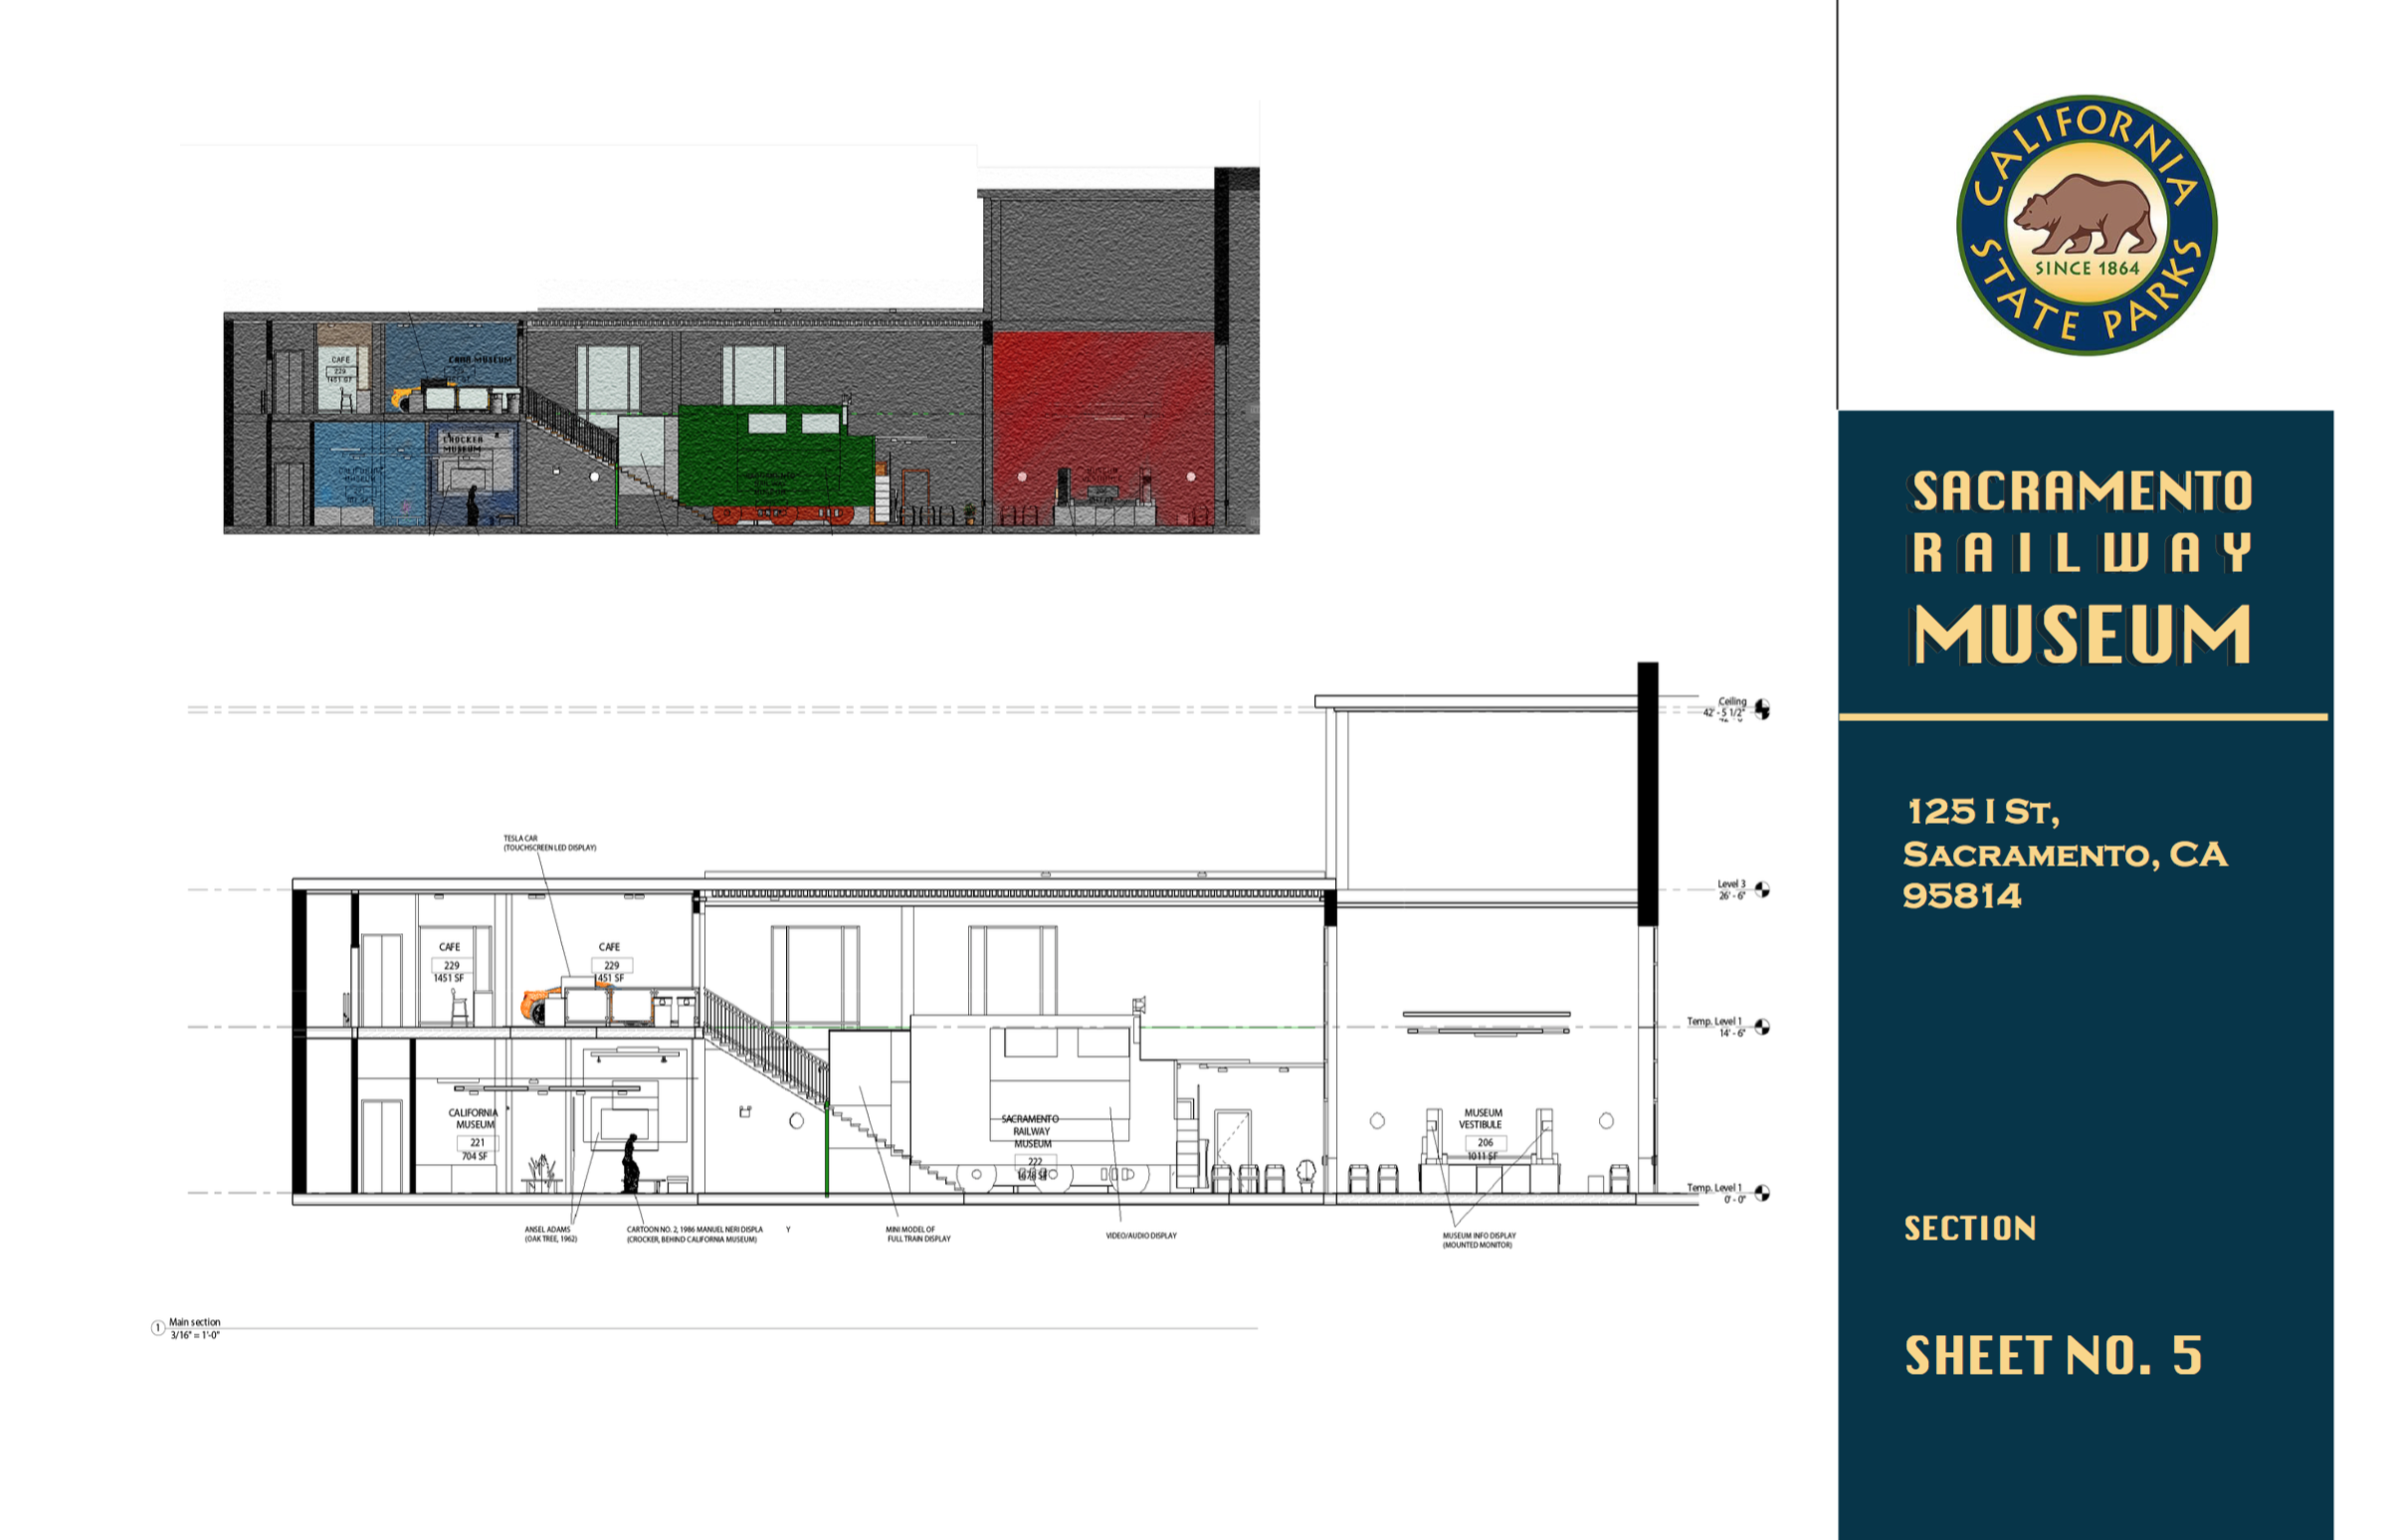 CALIFORNIA
STATE PARKS
SINCE 1864
SACRAMENTO
RAILWAY
MUSEUM
125 I St,
Sacramento, CA
95814
SECTION
SHEET NO. 5
CAFE
229
1451 SF
CROCKER
MUSEUM
CALIFORNIA
MUSEUM
Ceiling
42' - 5 1/2"
TESLA CAR
(TOUCHSCREEN LED DISPLAY)
Level 3
26' - 6"
CAFE
229
1451 SF
CAFE
229
1451 SF
Temp. Level 1
14' - 6"
CALIFORNIA
MUSEUM
221
704 SF
SACRAMENTO
RAILWAY
MUSEUM
222
MUSEUM
VESTIBULE
206
1011 SF
Temp. Level 1
0' - 0"
ANSEL ADAMS
(OAK TREE, 1962)
CARTOON NO. 2, 1986 MANUEL NERI DISPLA Y
(CROCKER, BEHIND CALIFORNIA MUSEUM)
MINI MODEL OF
FULL TRAIN DISPLAY
VIDEO/AUDIO DISPLAY
MUSEUM INFO DISPLAY
(MOUNTED MONITOR)
1 Main section
3/16" = 1'-0"